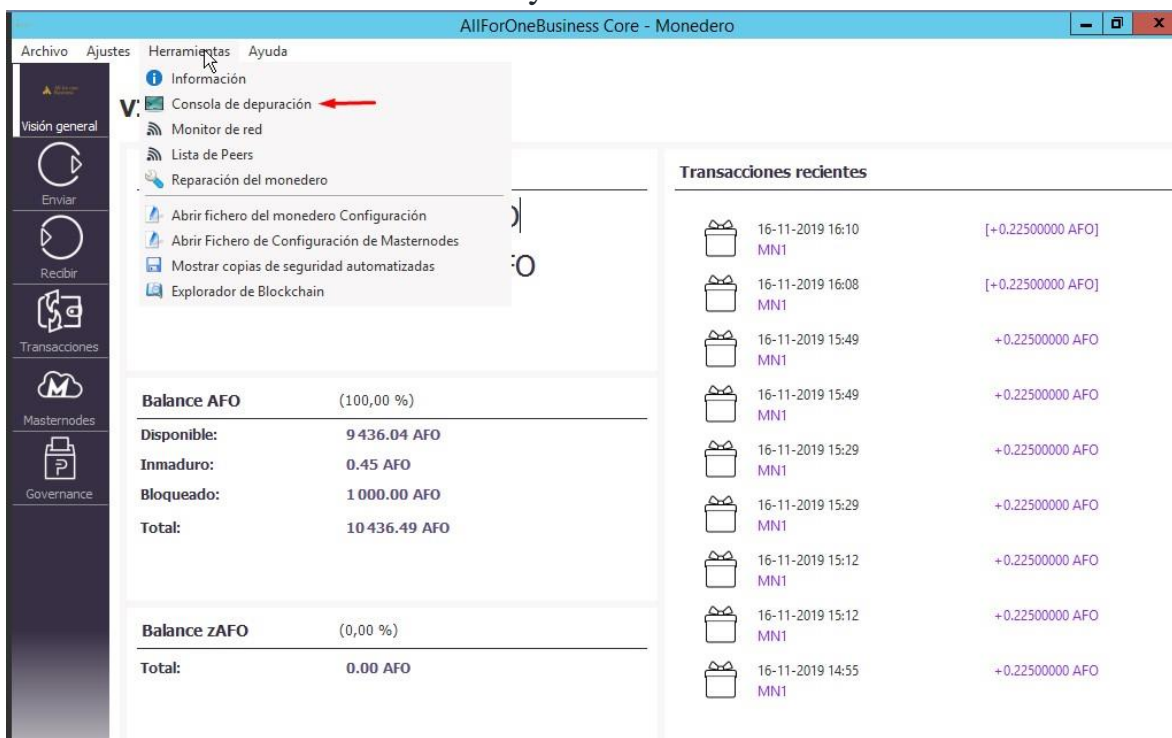 AllForOneBusiness Core - Monedero
Archivo Ajustes Herramientas Ayuda
Información
Consola de depuración
Monitor de red
Lista de Peers
Reparación del monedero
Abrir fichero del monedero Configuración
Abrir Fichero de Configuración de Masternodes
Mostrar copias de seguridad automatizadas
Explorador de Blockchain
Visión general
Enviar
Recibir
Transacciones
Masternodes
Governance
Balance AFO (100,00 %)
Disponible: 9 436.04 AFO
Inmaduro: 0.45 AFO
Bloqueado: 1 000.00 AFO
Total: 10 436.49 AFO
Balance zAFO (0,00 %)
Total: 0.00 AFO
Transacciones recientes
16-11-2019 16:10 [+0.22500000 AFO]
MN1
16-11-2019 16:08 [+0.22500000 AFO]
MN1
16-11-2019 15:49 +0.22500000 AFO
MN1
16-11-2019 15:49 +0.22500000 AFO
MN1
16-11-2019 15:29 +0.22500000 AFO
MN1
16-11-2019 15:29 +0.22500000 AFO
MN1
16-11-2019 15:12 +0.22500000 AFO
MN1
16-11-2019 15:12 +0.22500000 AFO
MN1
16-11-2019 14:55 +0.22500000 AFO
MN1